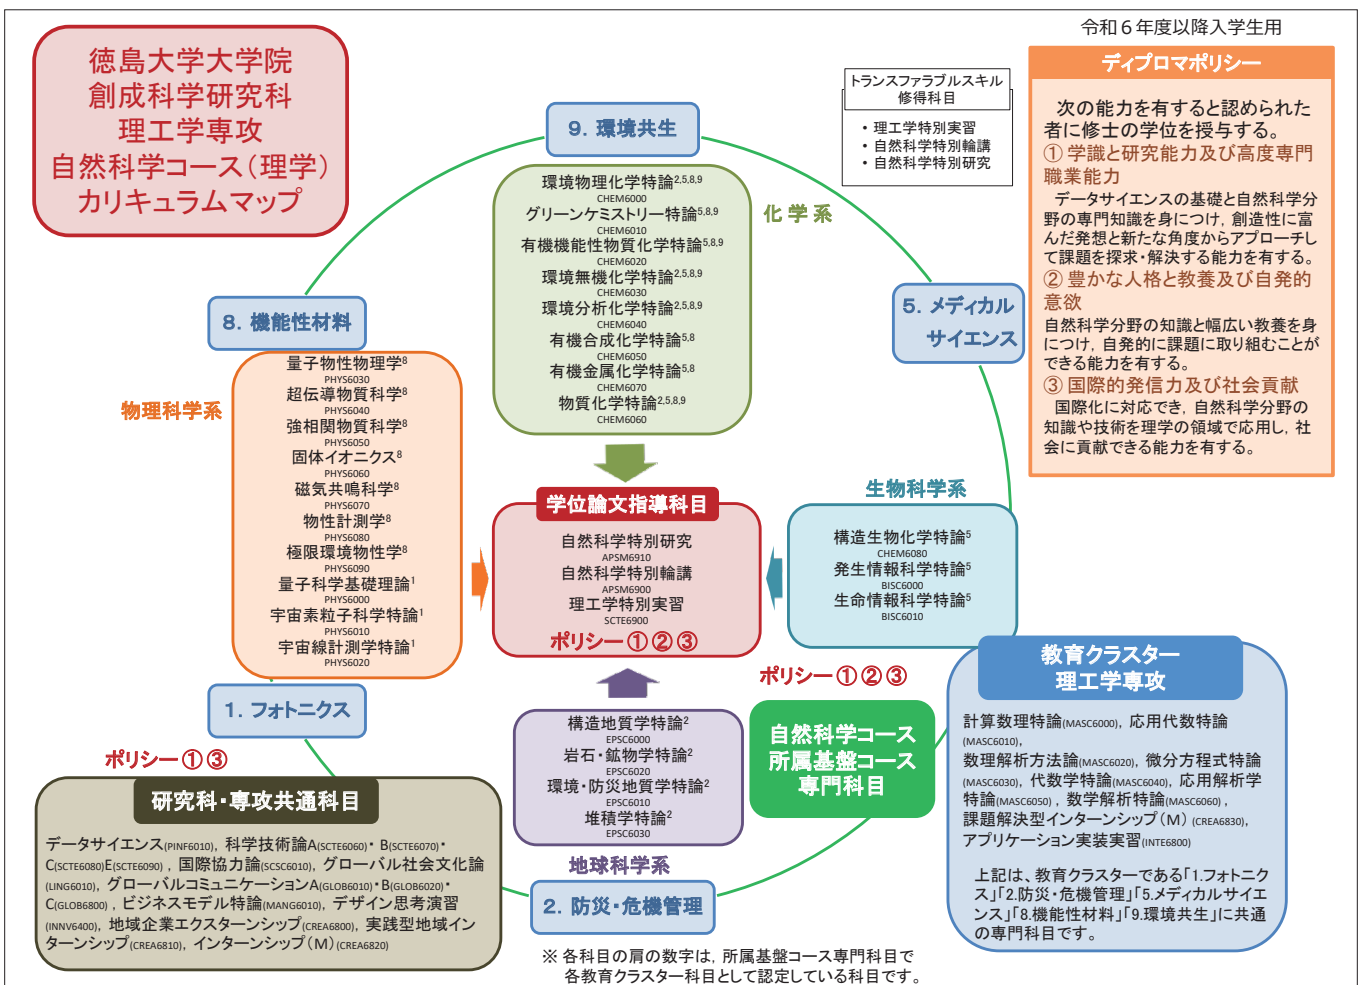 令和６年度以降入学生用
徳島大学大学院
創成科学研究科
理工学専攻
自然科学コース(理学)
カリキュラムマップ
トランスファラブルスキル
修得科目
・理工学特別実習
・自然科学特別輪講
・自然科学特別研究
ディプロマポリシー
次の能力を有すると認められた
者に修士の学位を授与する。
① 学識と研究能力及び高度専門
職業能力
データサイエンスの基礎と自然科学分
野の専門知識を身につけ, 創造性に富
んだ発想と新たな角度からアプローチし
て課題を探求・解決する能力を有する。
② 豊かな人格と教養及び自発的
意欲
自然科学分野の知識と幅広い教養を身
につけ, 自発的に課題に取り組むことが
できる能力を有する。
③ 国際的発信力及び社会貢献
国際化に対応でき, 自然科学分野の
知識や技術を理学の領域で応用し, 社
会に貢献できる能力を有する。
9. 環境共生
化学系
環境物理化学特論2,5,8,9
CHEM6000
グリーンケミストリー特論5,8,9
CHEM6010
有機機能性物質化学特論5,8,9
CHEM6020
環境無機化学特論2,5,8,9
CHEM6030
環境分析化学特論2,5,8,9
CHEM6040
有機合成化学特論5,8
CHEM6050
有機金属化学特論5,8
CHEM6070
物質化学特論2,5,8,9
CHEM6060
8. 機能性材料
5. メディカル
サイエンス
物理科学系
量子物性物理学8
PHYS6030
超伝導物質科学8
PHYS6040
強相関物質科学8
PHYS6050
固体イオニクス8
PHYS6060
磁気共鳴科学8
PHYS6070
物性計測学8
PHYS6080
極限環境物性学8
PHYS6090
量子科学基礎理論1
PHYS6000
宇宙素粒子科学特論1
PHYS6010
宇宙線計測学特論1
PHYS6020
学位論文指導科目
自然科学特別研究
APSM6910
自然科学特別輪講
APSM6900
理工学特別実習
SCTE6900
ポリシー①②③
生物科学系
構造生物化学特論5
CHEM6080
発生情報科学特論5
BISC6000
生命情報科学特論5
BISC6010
1. フォトニクス
構造地質学特論2
EPSC6000
岩石・鉱物学特論2
EPSC6020
環境・防災地質学特論2
EPSC6010
堆積学特論2
EPSC6030
地球科学系
2. 防災・危機管理
ポリシー①②③
自然科学コース
所属基盤コース
専門科目
教育クラスター
理工学専攻
計算数理特論(MASC6000), 応用代数特論
(MASC6010),
数理解析方法論(MASC6020), 微分方程式特論
(MASC6030), 代数学特論(MASC6040), 応用解析学
特論(MASC6050) , 数学解析特論(MASC6060) ,
課題解決型インターンシップ(M) (CREA6830),
アプリケーション実装実習(INTE6800)
上記は、教育クラスターである「1.フォトニク
ス」「2.防災・危機管理」「5.メディカルサイエ
ンス」「8.機能性材料」「9.環境共生」に共通
の専門科目です。
ポリシー①③
研究科・専攻共通科目
データサイエンス(PINF6010), 科学技術論A(SCTE6060)・ B(SCTE6070)・
C(SCTE6080)E(SCTE6090) , 国際協力論(SCSC6010), グローバル社会文化論
(LING6010), グローバルコミュニケーションA(GLOB6010)・B(GLOB6020)・
C(GLOB6800) , ビジネスモデル特論(MANG6010), デザイン思考演習
(INNV6400), 地域企業エクスターンシップ(CREA6800), 実践型地域イン
ターンシップ(CREA6810), インターンシップ(M)(CREA6820)
※ 各科目の肩の数字は, 所属基盤コース専門科目で
各教育クラスター科目として認定している科目です。